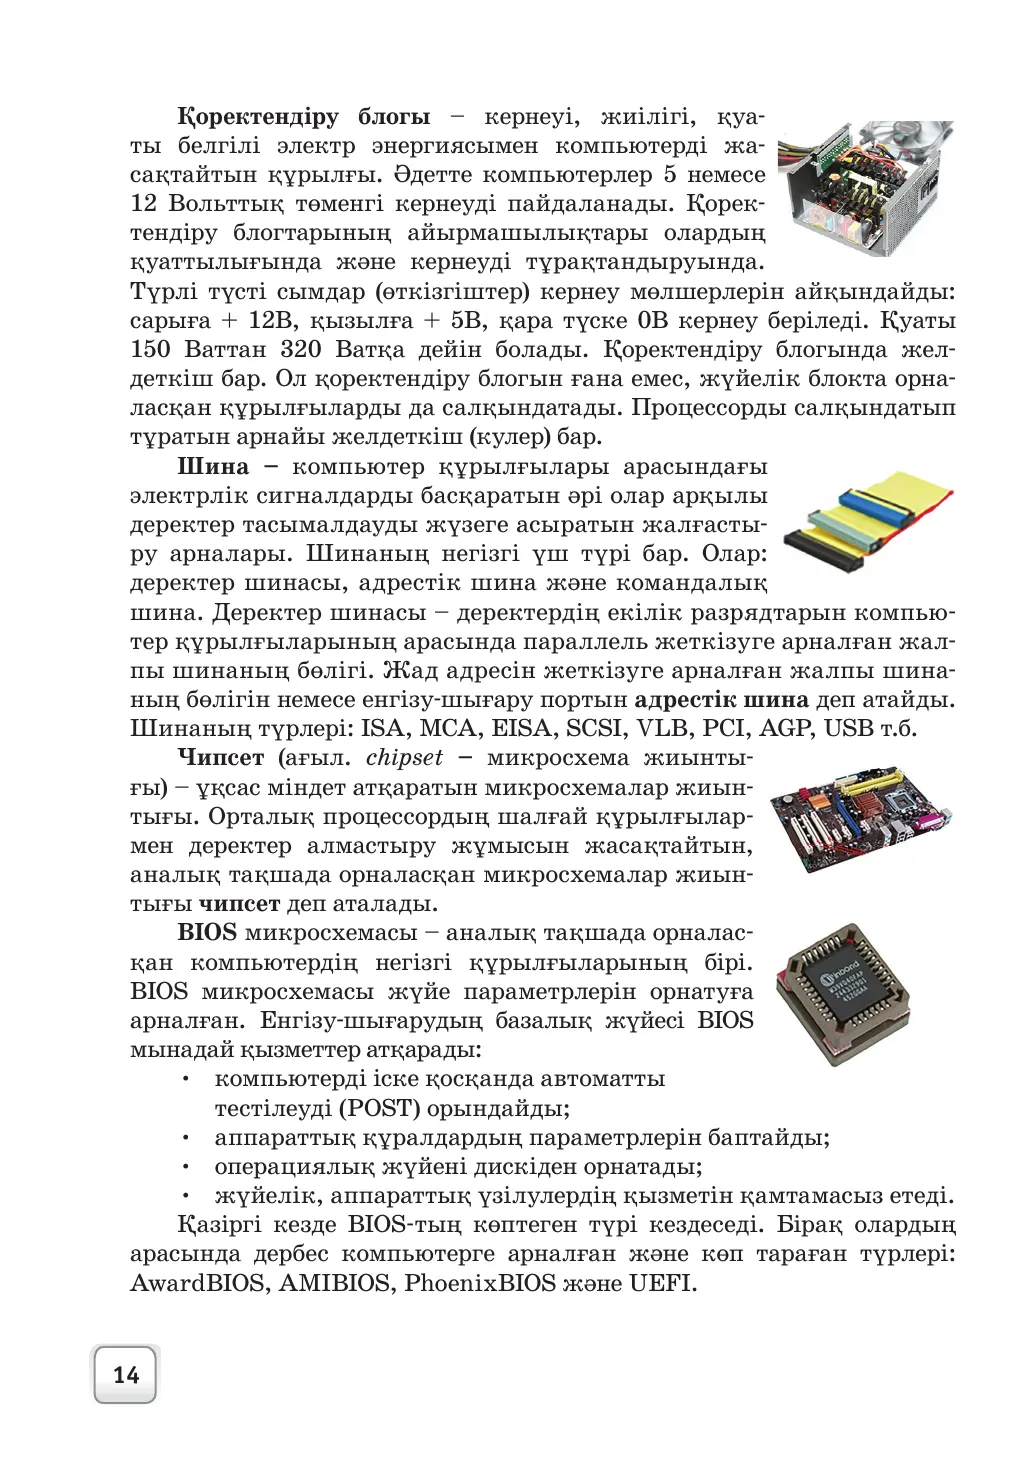 Қоректендіру блогы – кернеуі, жиілігі, қуа-
ты белгілі электр энергиясымен компьютерді жа-
сақтайтын құрылғы. Әдетте компьютерлер 5 немесе
12 Вольттық төменгі кернеуді пайдаланады. Қорек-
тендіру блогтарының айырмашылықтары олардың
қуаттылығында және кернеуді тұрақтандыруында.
Түрлі түсті сымдар (өткізгіштер) кернеу мөлшерлерін айқындайды:
сарыға + 12В, қызылға + 5В, қара түске 0В кернеу беріледі. Қуаты
150 Ваттан 320 Ватқа дейін болады. Қоректендіру блогында жел-
деткіш бар. Ол қоректендіру блогын ғана емес, жүйелік блокта орна-
ласқан құрылғыларды да салқындатады. Процессорды салқындатып
тұратын арнайы желдеткіш (кулер) бар.
Шина – компьютер құрылғылары арасындағы
электрлік сигналдарды басқаратын әрі олар арқылы
деректер тасымалдауды жүзеге асыратын жалғасты-
ру арналары. Шинаның негізгі үш түрі бар. Олар:
деректер шинасы, адрестік шина және командалық
шина. Деректер шинасы – деректердің екілік разрядтарын компью-
тер құрылғыларының арасында параллель жеткізуге арналған жал-
пы шинаның бөлігі. Жад адресін жеткізуге арналған жалпы шина-
ның бөлігін немесе енгізу-шығару портын адрестік шина деп атайды.
Шинаның түрлері: ISA, MCA, EISA, SCSI, VLB, PCI, AGP, USB т.б.
Чипсет (ағыл. chipset – микросхема жиынты-
ғы) – ұқсас міндет атқаратын микросхемалар жиын-
тығы. Орталық процессордың шалғай құрылғылар-
мен деректер алмастыру жұмысын жасақтайтын,
аналық тақшада орналасқан микросхемалар жиын-
тығы чипсет деп аталады.
BIOS микросхемасы – аналық тақшада орналас-
қан компьютердің негізгі құрылғыларының бірі.
BIOS микросхемасы жүйе параметрлерін орнатуға
арналған. Енгізу-шығарудың базалық жүйесі BIOS
мынадай қызметтер атқарады:
• компьютерді іске қосқанда автоматты
тестілеуді (POST) орындайды;
• аппараттық құралдардың параметрлерін баптайды;
• операциялық жүйені дискіден орнатады;
• жүйелік, аппараттық үзілулердің қызметін қамтамасыз етеді.
Қазіргі кезде BIOS-тың көптеген түрі кездеседі. Бірақ олардың
арасында дербес компьютерге арналған және көп тараған түрлері:
AwardBIOS, AMIBIOS, PhoenixBIOS және UEFI.
14